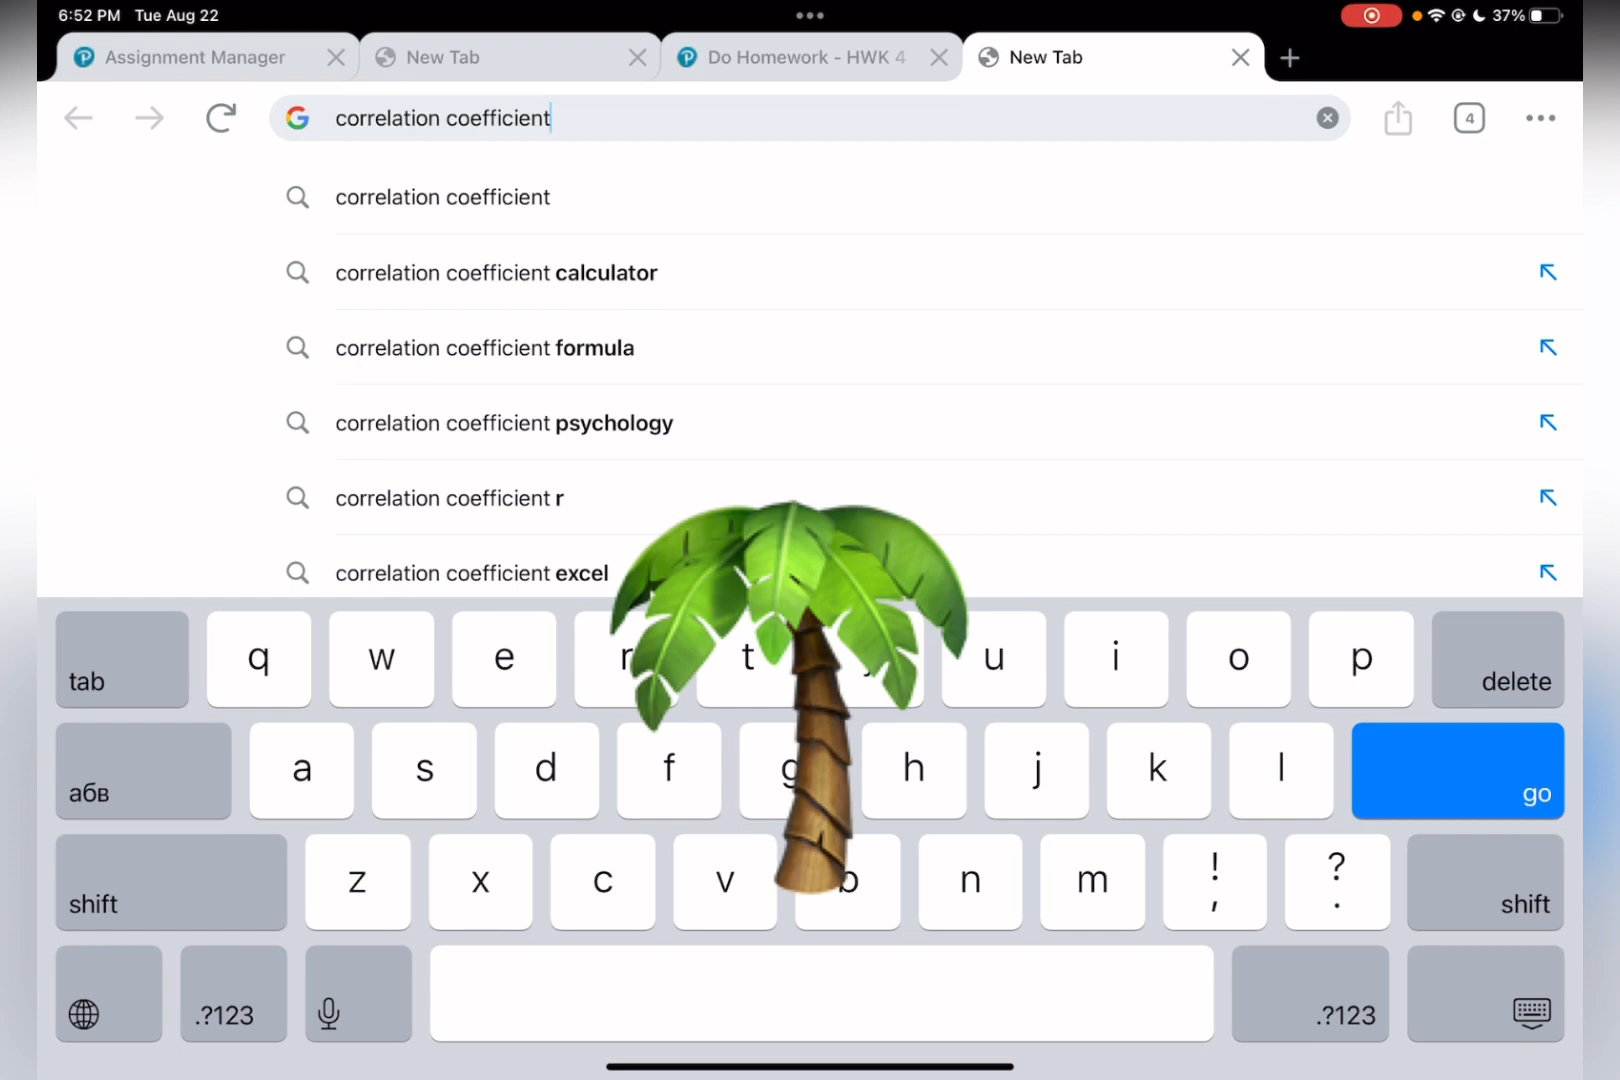 6:52 PM Tue Aug 22
37%
Assignment Manager
New Tab
Do Homework - HWK 4
New Tab
correlation coefficient
4
correlation coefficient
correlation coefficient calculator
correlation coefficient formula
correlation coefficient psychology
correlation coefficient r
correlation coefficient excel
tab q w e r t u i o p delete
абв a s d f g h j k l go
shift z x c v b n m ! , ? . shift
.?123 .?123